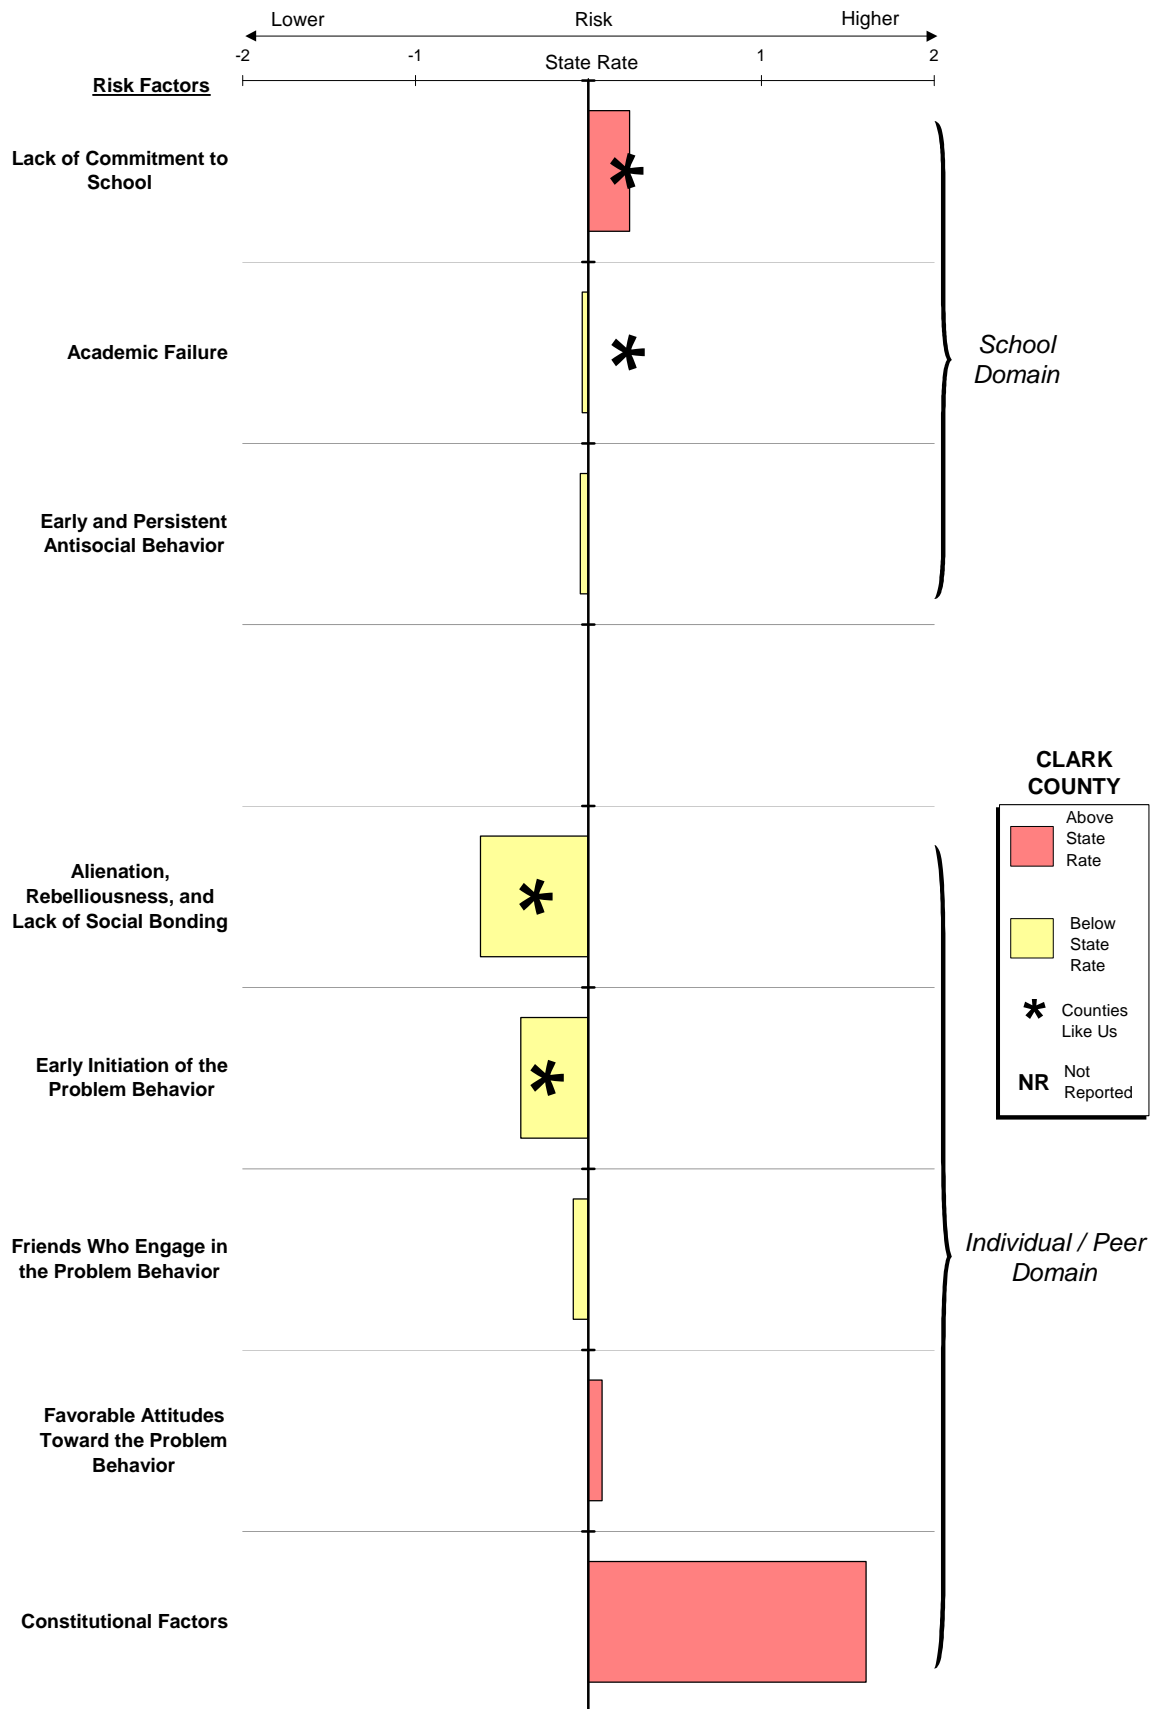 Lower Risk Higher
-2 -1 1 2
State Rate
Risk Factors
Lack of Commitment to
School
Academic Failure
School
Domain
Early and Persistent
Antisocial Behavior
CLARK
COUNTY
Above
State
Rate
Below
State
Rate
* Counties
Like Us
NR Not
Reported
Alienation,
Rebelliousness, and
Lack of Social Bonding
Early Initiation of the
Problem Behavior
Friends Who Engage in
the Problem Behavior
Individual / Peer
Domain
Favorable Attitudes
Toward the Problem
Behavior
Constitutional Factors